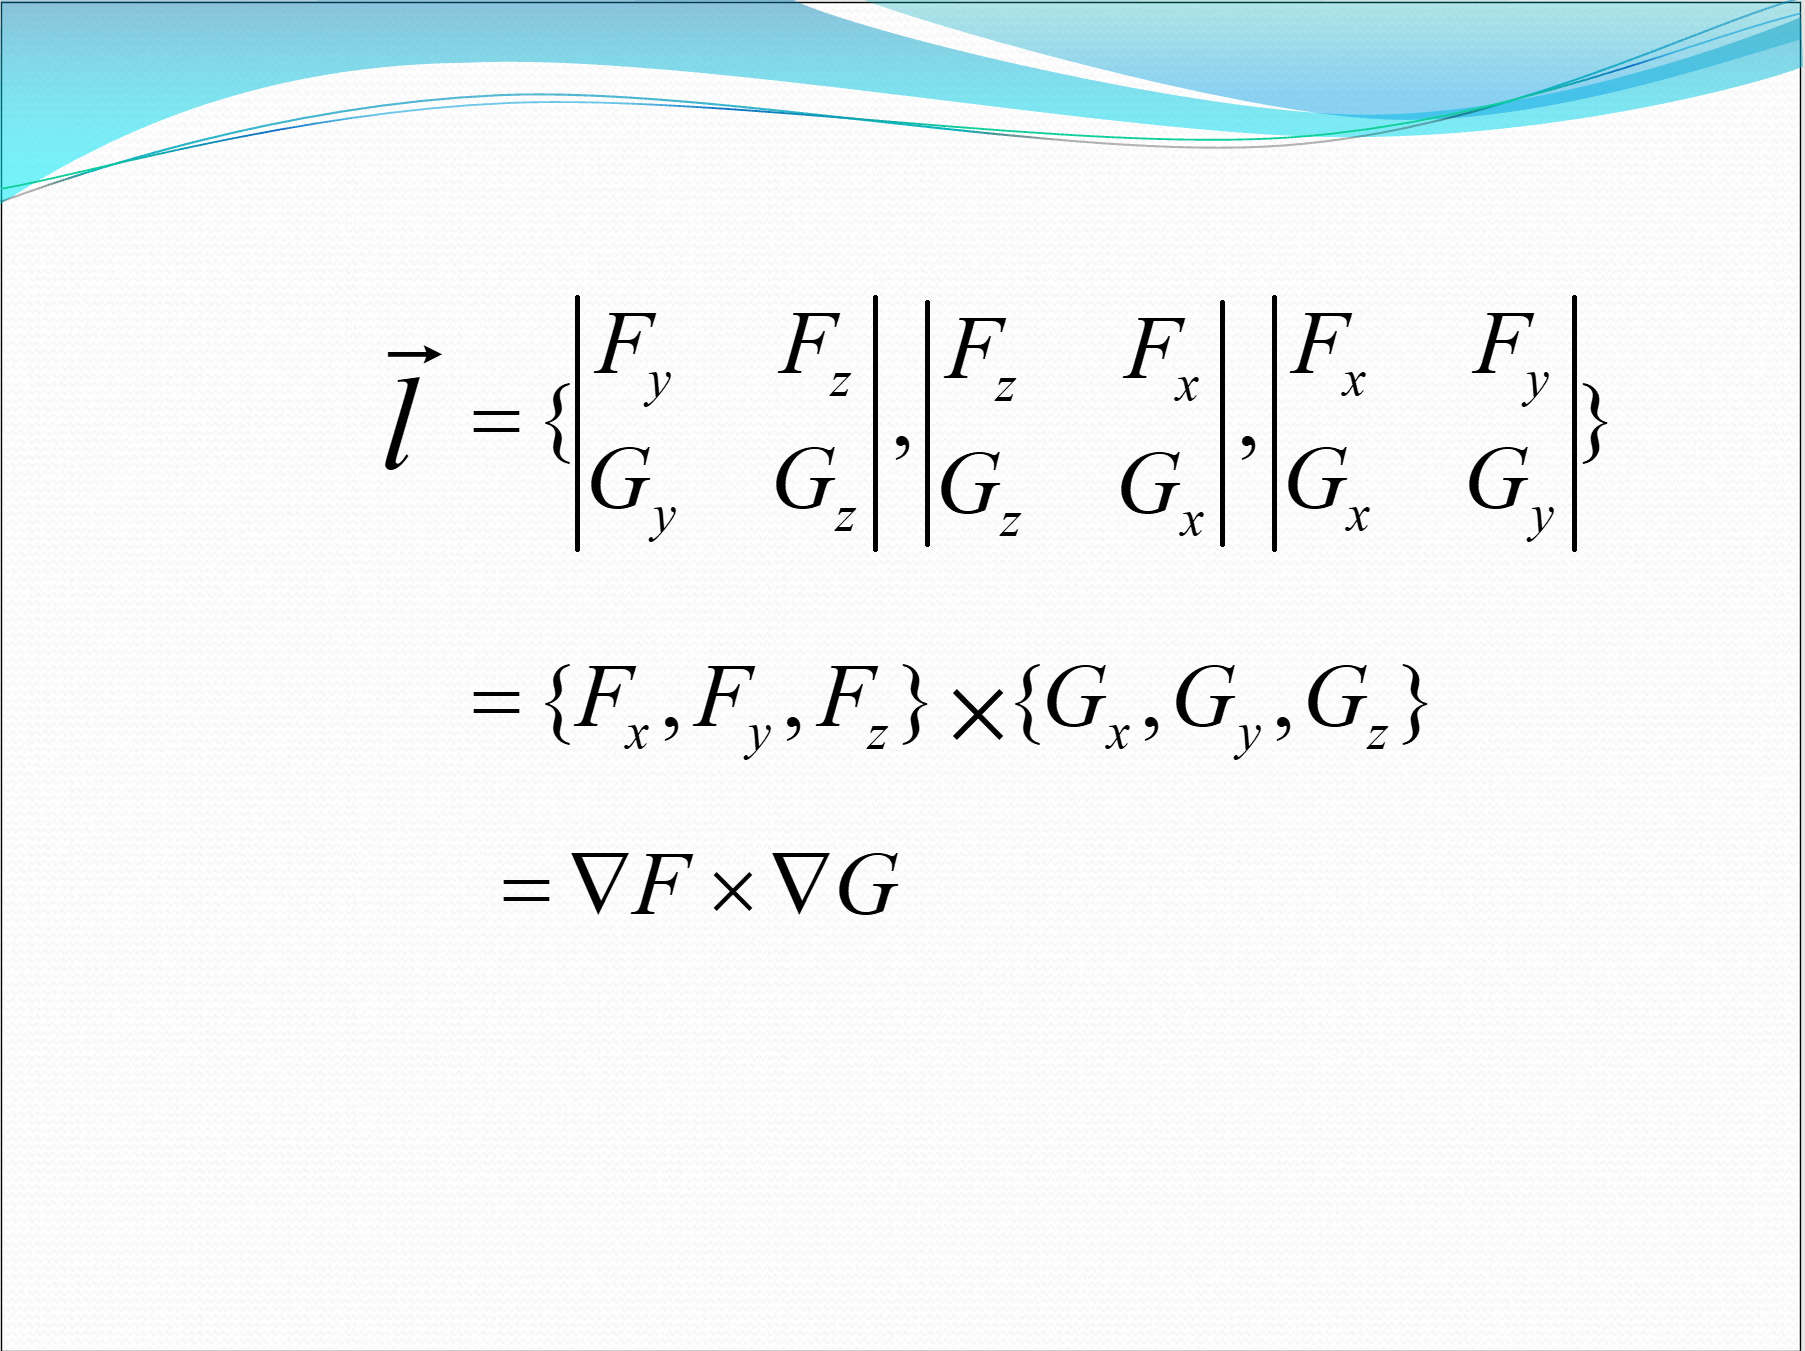 $\vec{l} = \{\begin{vmatrix} F_y & F_z \\ G_y & G_z \end{vmatrix}, \begin{vmatrix} F_z & F_x \\ G_z & G_x \end{vmatrix}, \begin{vmatrix} F_x & F_y \\ G_x & G_y \end{vmatrix}\}$
$= \{F_x, F_y, F_z\} \times \{G_x, G_y, G_z\}$
$= \nabla F \times \nabla G$